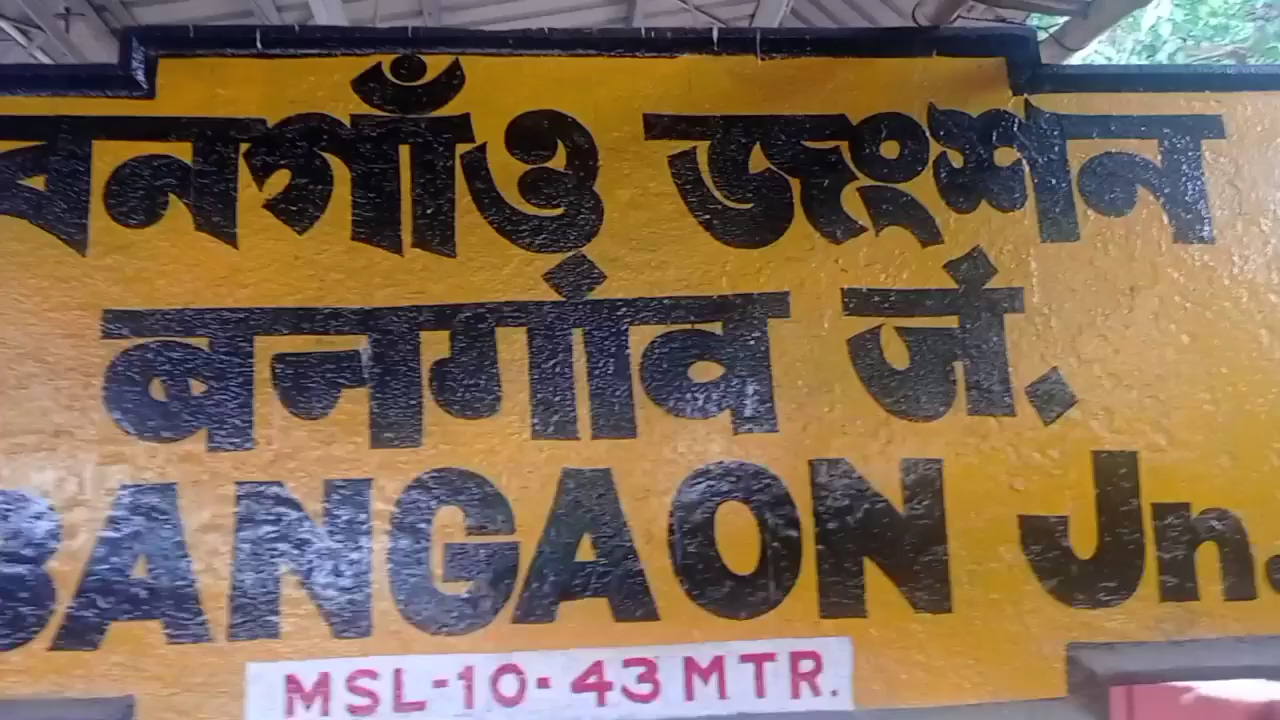 বনগাঁও জংশন
बनगांव जं.
BANGAON Jn.
MSL-10.43 MTR.